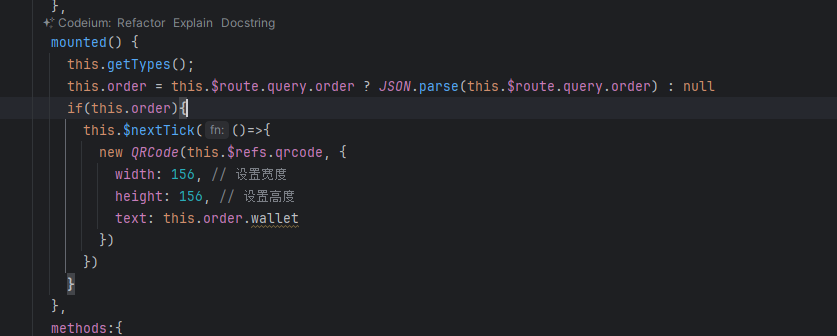 },
Codeium: Refactor Explain Docstring
mounted() {
this.getTypes();
this.order = this.$route.query.order ? JSON.parse(this.$route.query.order) : null
if(this.order){
this.$nextTick( fn: ()=>{
new QRCode(this.$refs.qrcode, {
width: 156, // 设置宽度
height: 156, // 设置高度
text: this.order.wallet
})
})
}
},
methods:{